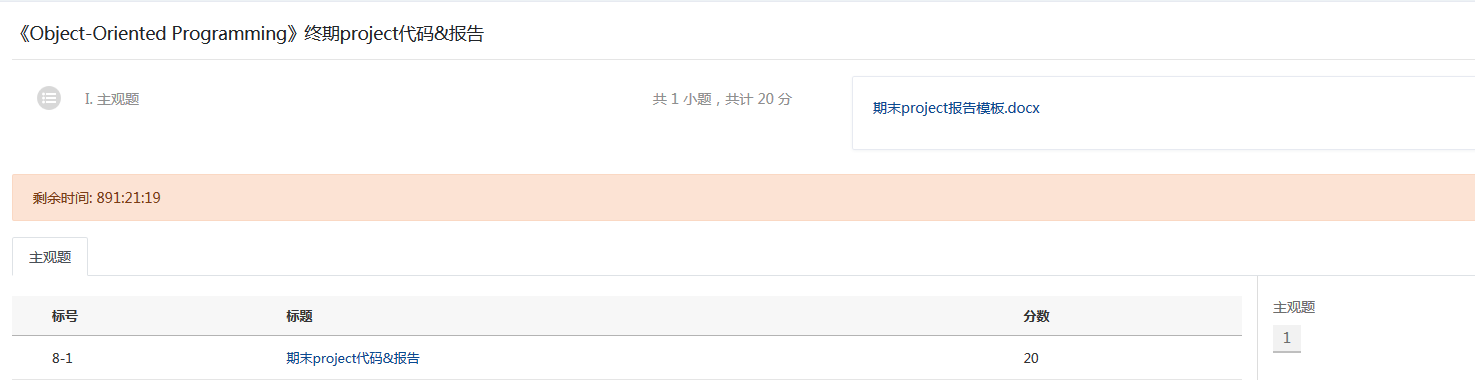 《Object-Oriented Programming》终期project代码&报告
I. 主观题
共 1 小题，共计 20 分
期末project报告模板.docx
剩余时间: 891:21:19
主观题
标号 标题 分数
主观题
8-1 期末project代码&报告 20
1